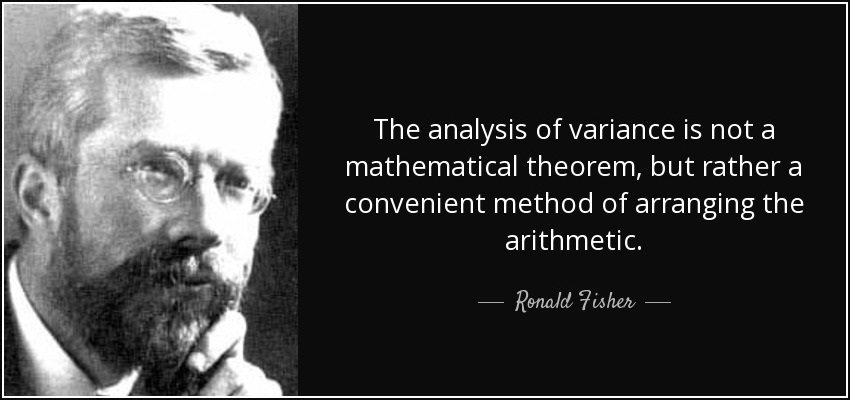 The analysis of variance is not a
mathematical theorem, but rather a
convenient method of arranging the
arithmetic.
Ronald Fisher